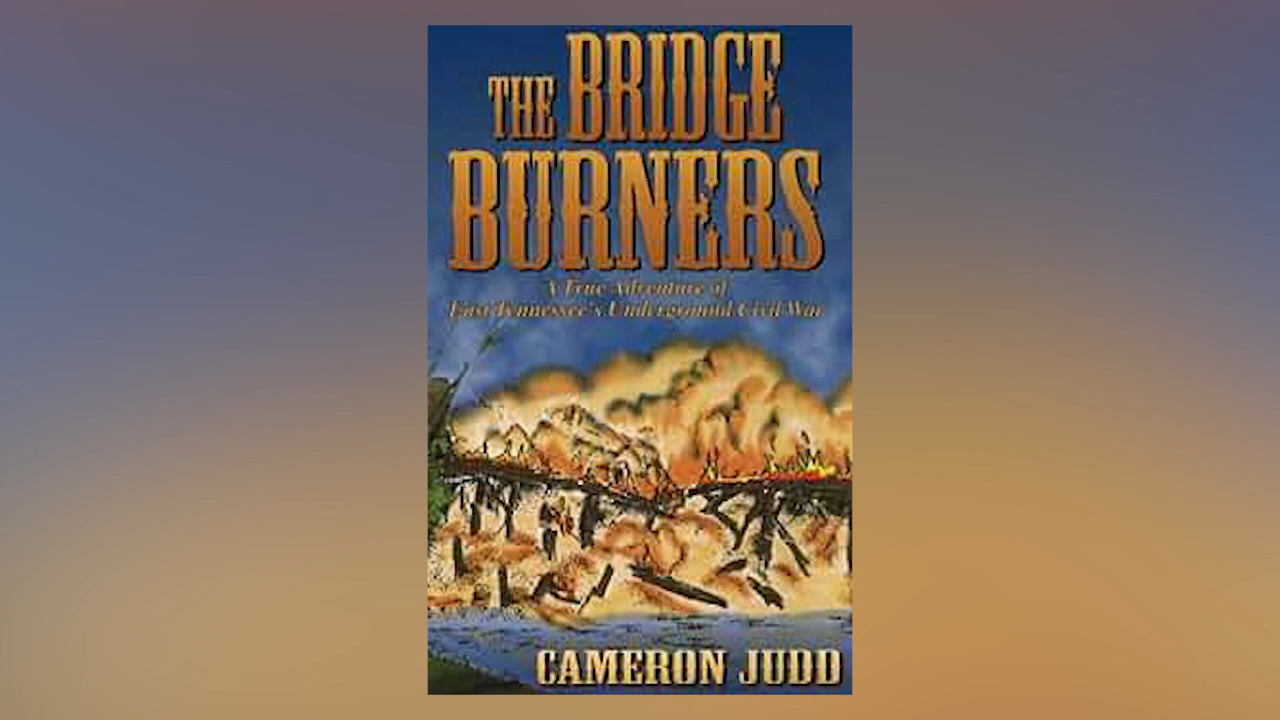 THE BRIDGE
BURNERS
A True Adventure of
East Tennessee's Underground Civil War
CAMERON JUDD